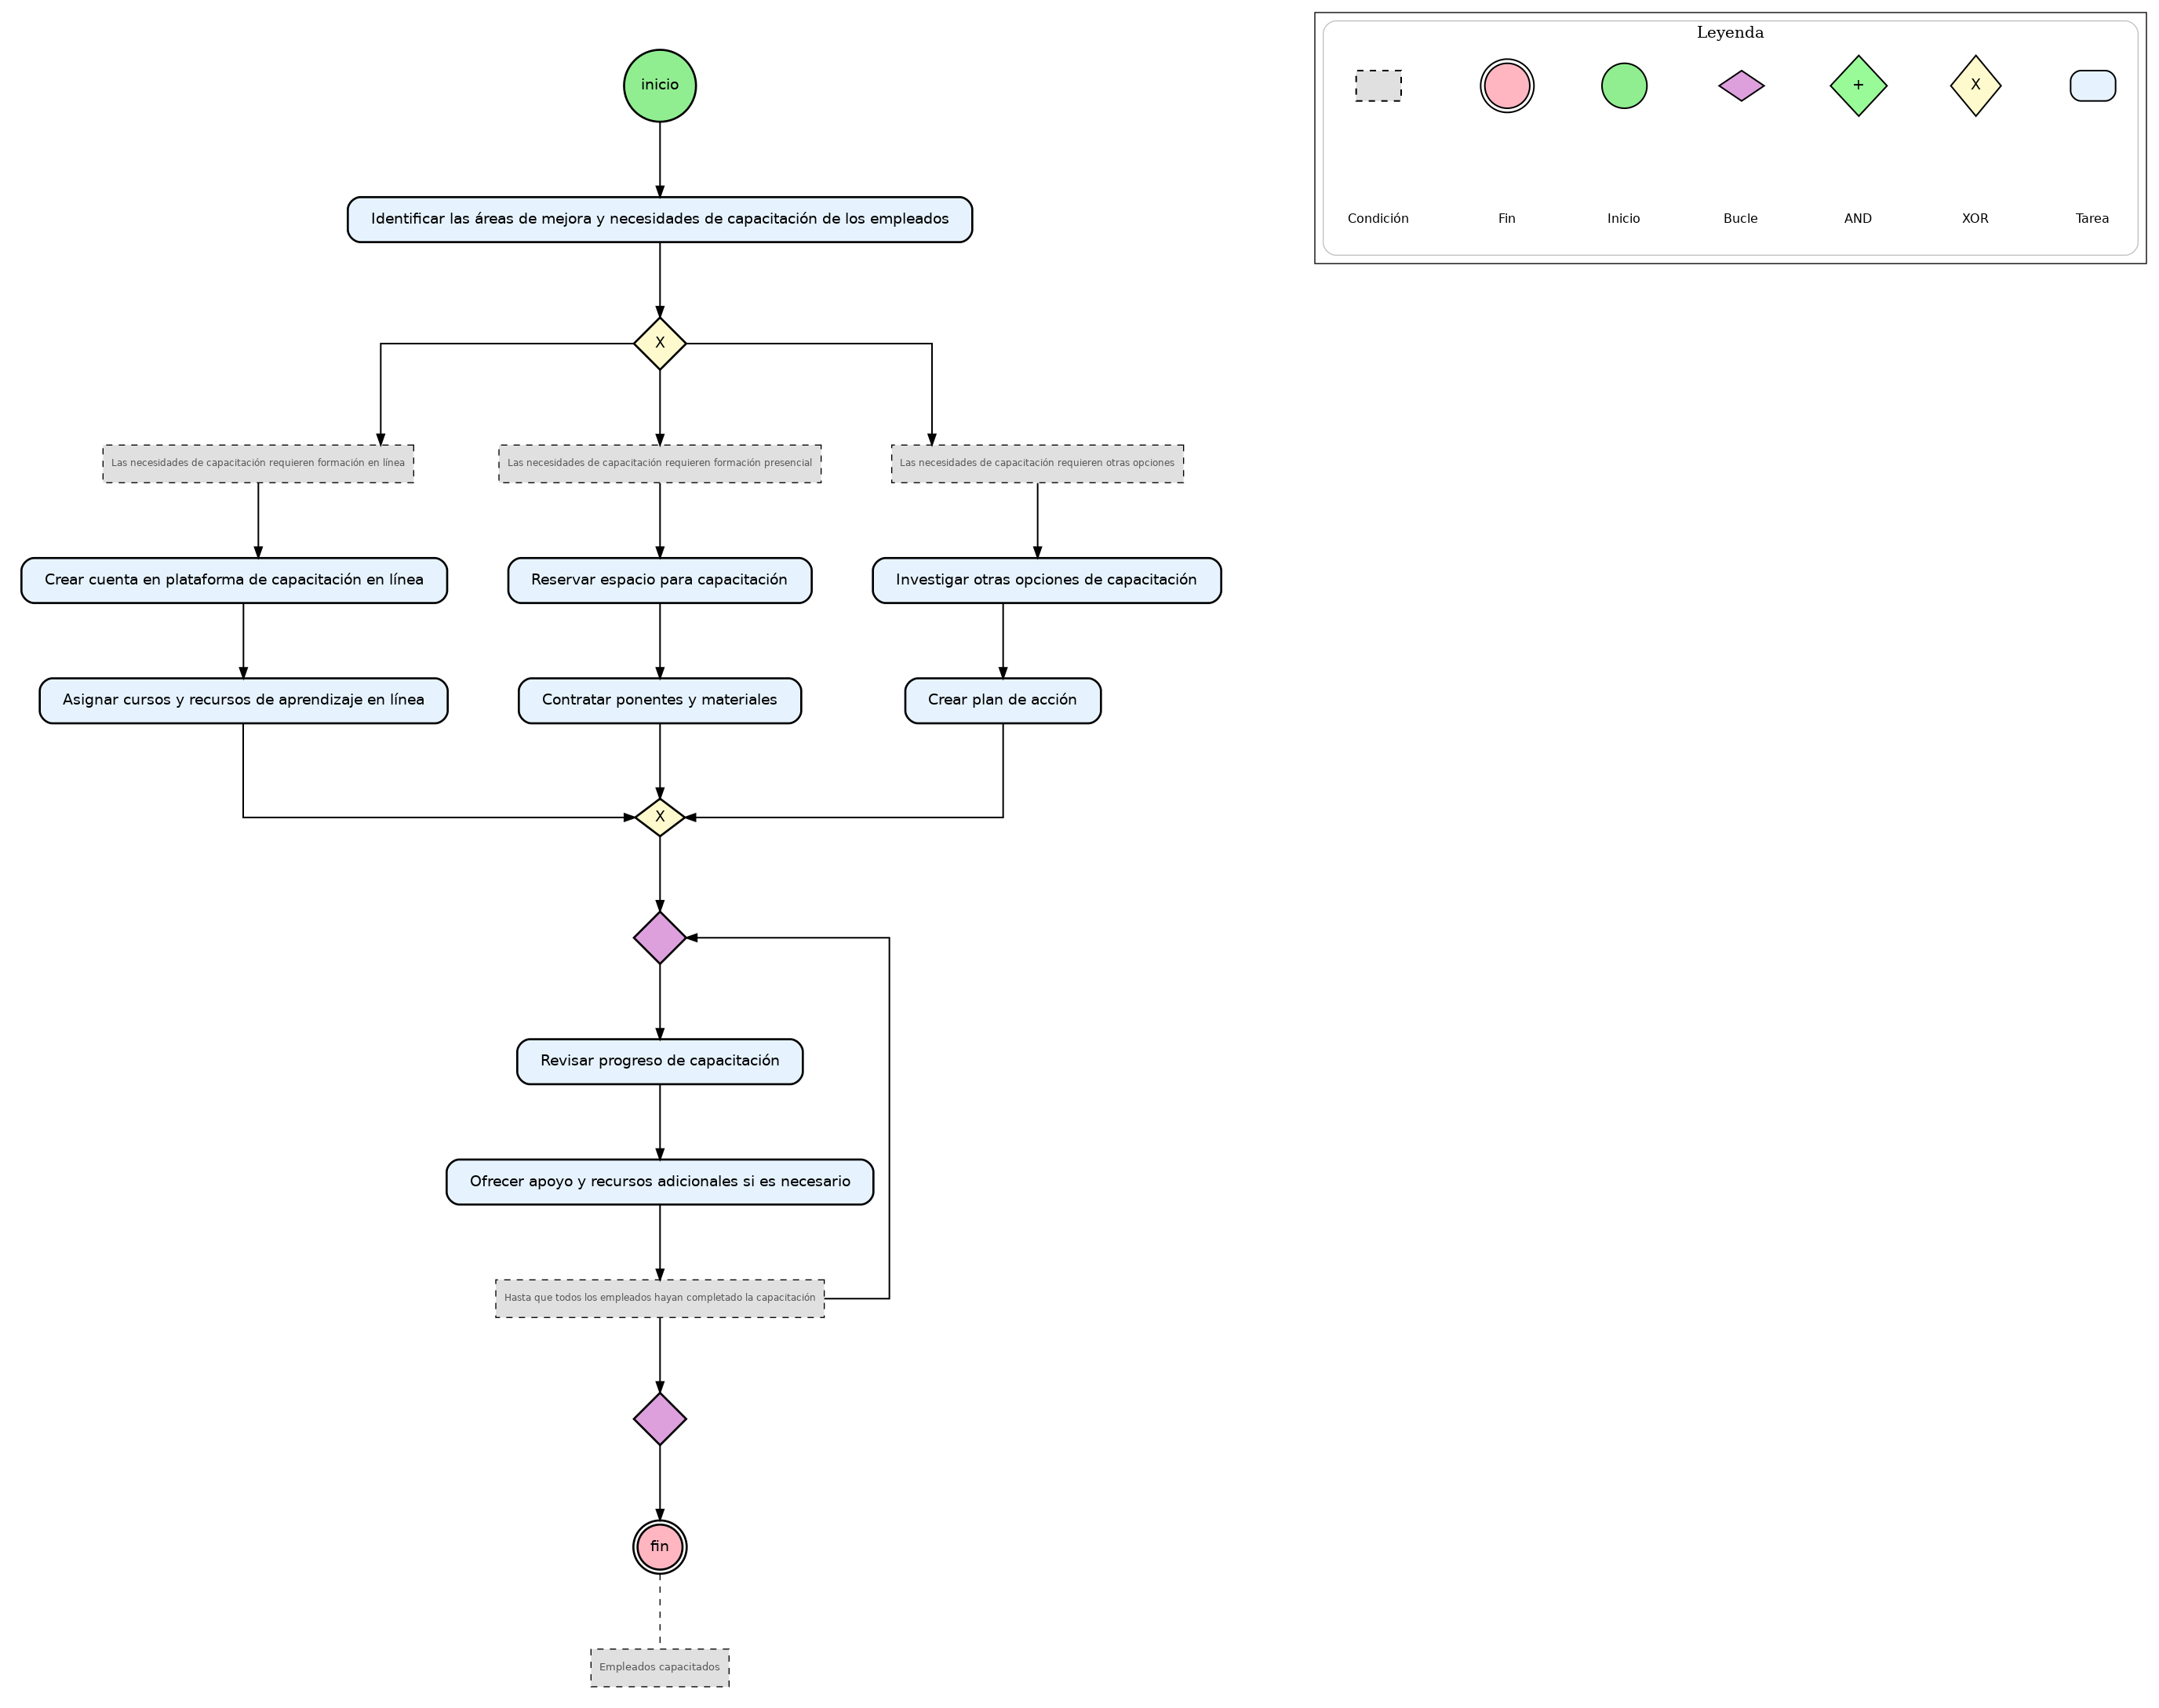 inicio
Identificar las áreas de mejora y necesidades de capacitación de los empleados
X
Las necesidades de capacitación requieren formación en línea
Las necesidades de capacitación requieren formación presencial
Las necesidades de capacitación requieren otras opciones
Crear cuenta en plataforma de capacitación en línea
Reservar espacio para capacitación
Investigar otras opciones de capacitación
Asignar cursos y recursos de aprendizaje en línea
Contratar ponentes y materiales
Crear plan de acción
X
Revisar progreso de capacitación
Ofrecer apoyo y recursos adicionales si es necesario
Hasta que todos los empleados hayan completado la capacitación
fin
Empleados capacitados
Leyenda
+
X
Condición
Fin
Inicio
Bucle
AND
XOR
Tarea